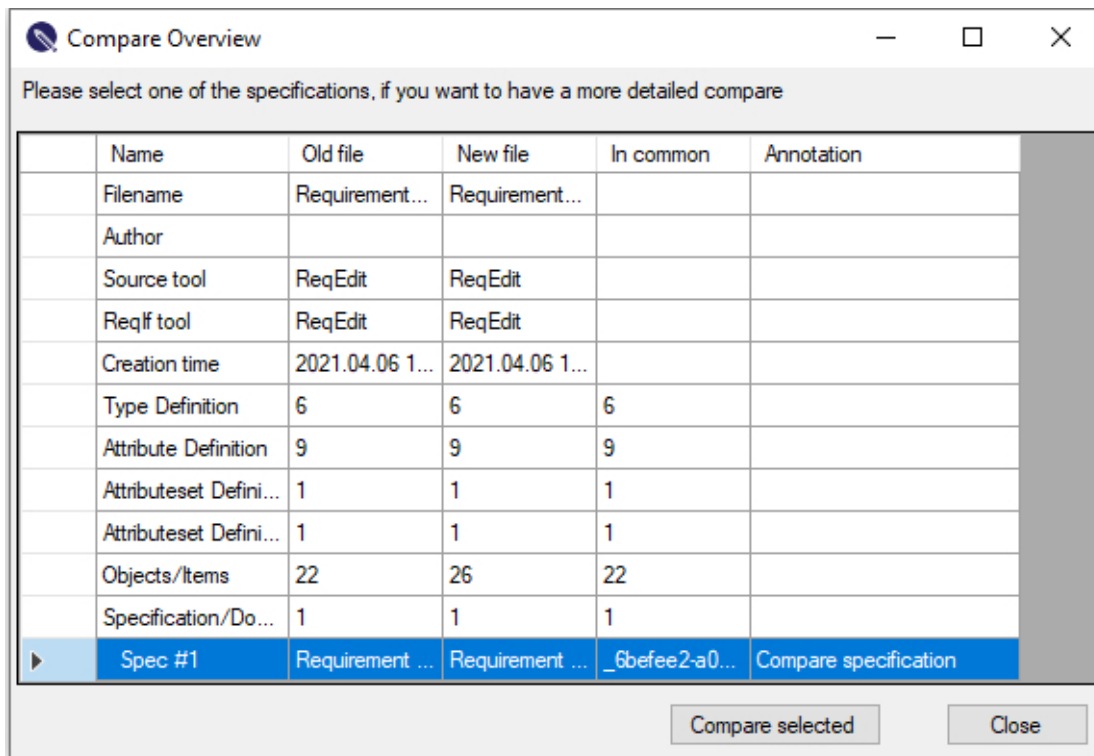 Compare Overview
Please select one of the specifications, if you want to have a more detailed compare
Name Old file New file In common Annotation
Filename Requirement... Requirement...
Author
Source tool ReqEdit ReqEdit
ReqIf tool ReqEdit ReqEdit
Creation time 2021.04.06 1... 2021.04.06 1...
Type Definition 6 6 6
Attribute Definition 9 9 9
Attributeset Defini... 1 1 1
Attributeset Defini... 1 1 1
Objects/Items 22 26 22
Specification/Do... 1 1 1
Spec #1 Requirement ... Requirement ... _6befee2-a0... Compare specification
Compare selected Close